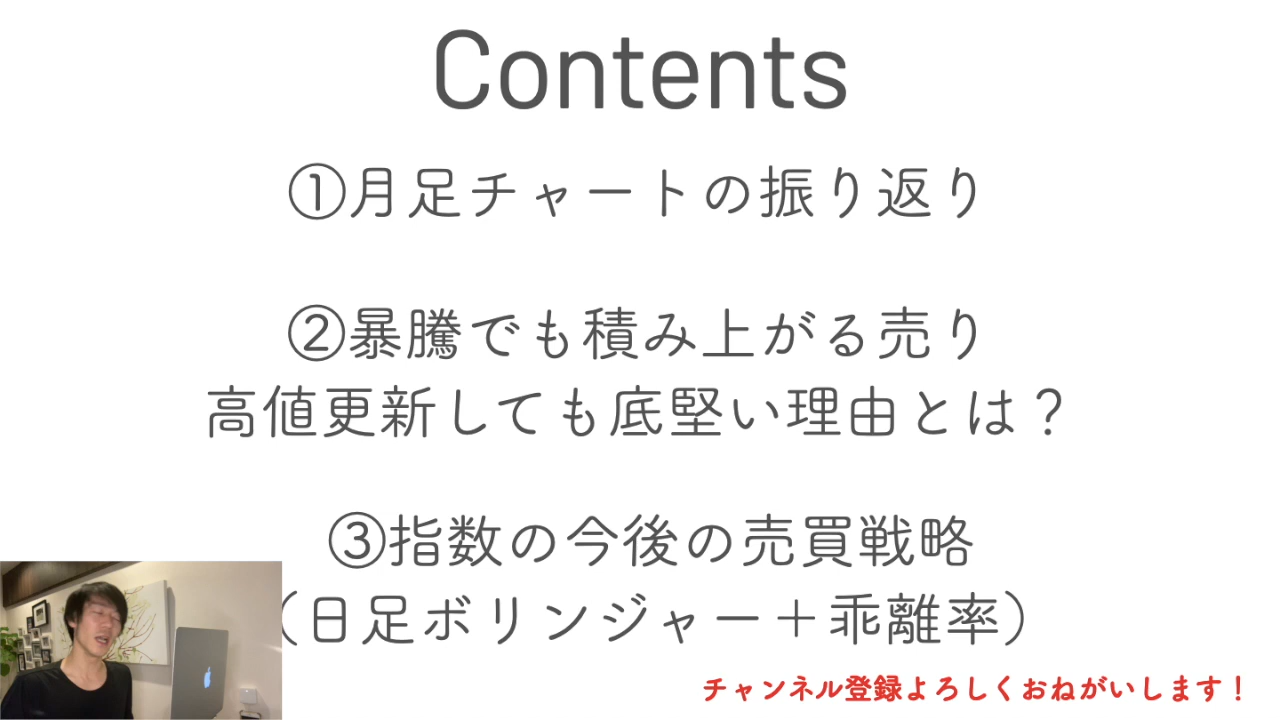 Contents
①月足チャートの振り返り
②暴騰でも積み上がる売り
高値更新しても底堅い理由とは？
③指数の今後の売買戦略
（日足ボリンジャー＋乖離率）
チャンネル登録よろしくおねがいします！